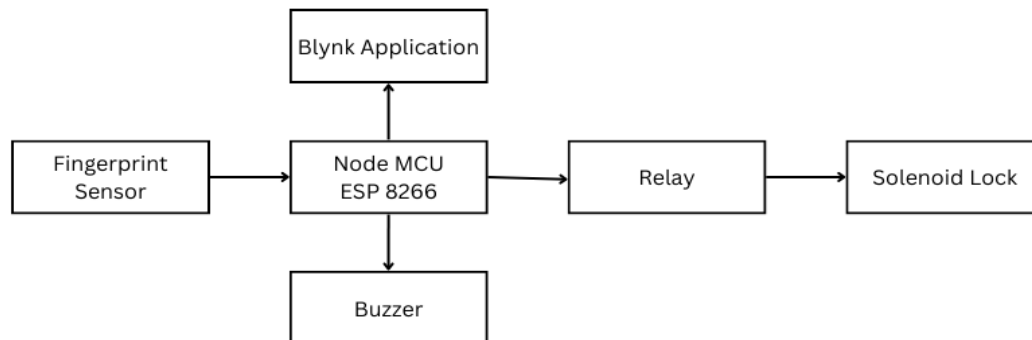 Blynk Application
Fingerprint
Sensor
Node MCU
ESP 8266
Relay
Solenoid Lock
Buzzer